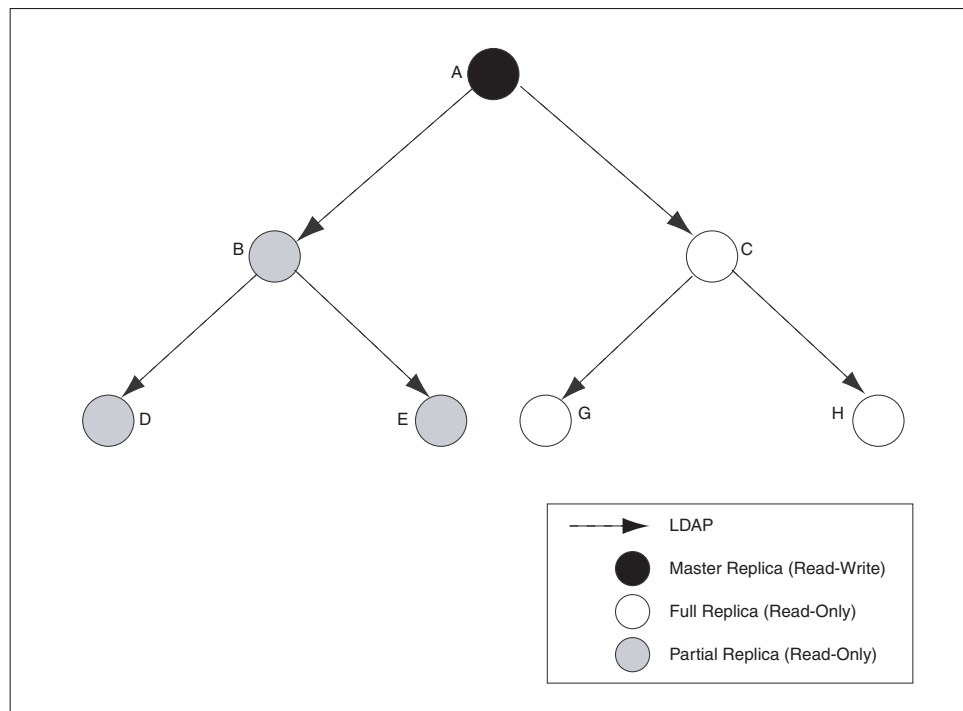 A
B
C
D
E
G
H
LDAP
Master Replica (Read-Write)
Full Replica (Read-Only)
Partial Replica (Read-Only)